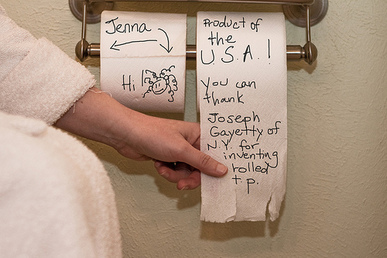 Jenna
Hi!
Product of
the
U.S.A.!
You can
thank
Joseph
Gayetty of
N.Y. for
inventing
rolled
t.p.